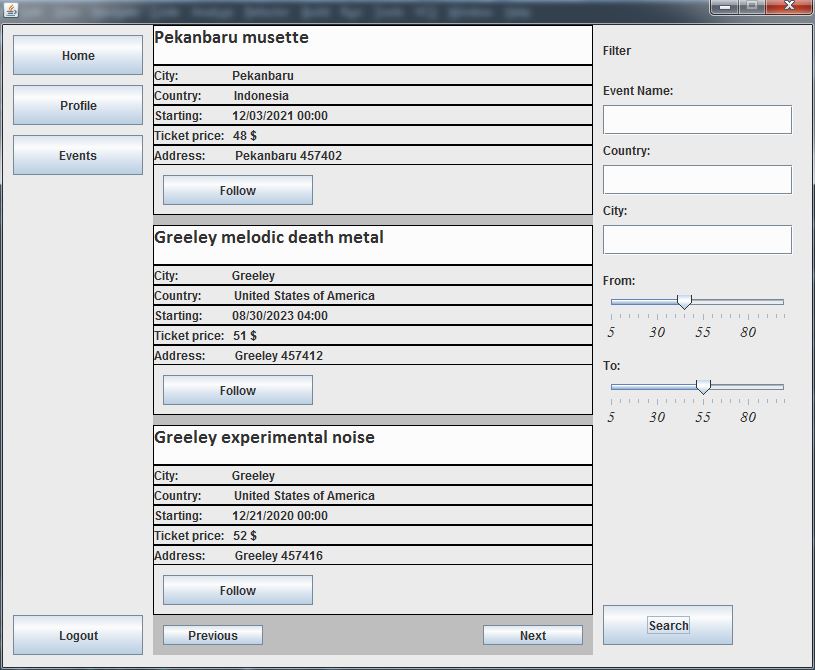 Home
Profile
Events
Logout
Pekanbaru musette
City: Pekanbaru
Country: Indonesia
Starting: 12/03/2021 00:00
Ticket price: 48 $
Address: Pekanbaru 457402
Follow
Greeley melodic death metal
City: Greeley
Country: United States of America
Starting: 08/30/2023 04:00
Ticket price: 51 $
Address: Greeley 457412
Follow
Greeley experimental noise
City: Greeley
Country: United States of America
Starting: 12/21/2020 00:00
Ticket price: 52 $
Address: Greeley 457416
Follow
Previous Next
Filter
Event Name:
Country:
City:
From:
5 30 55 80
To:
5 30 55 80
Search